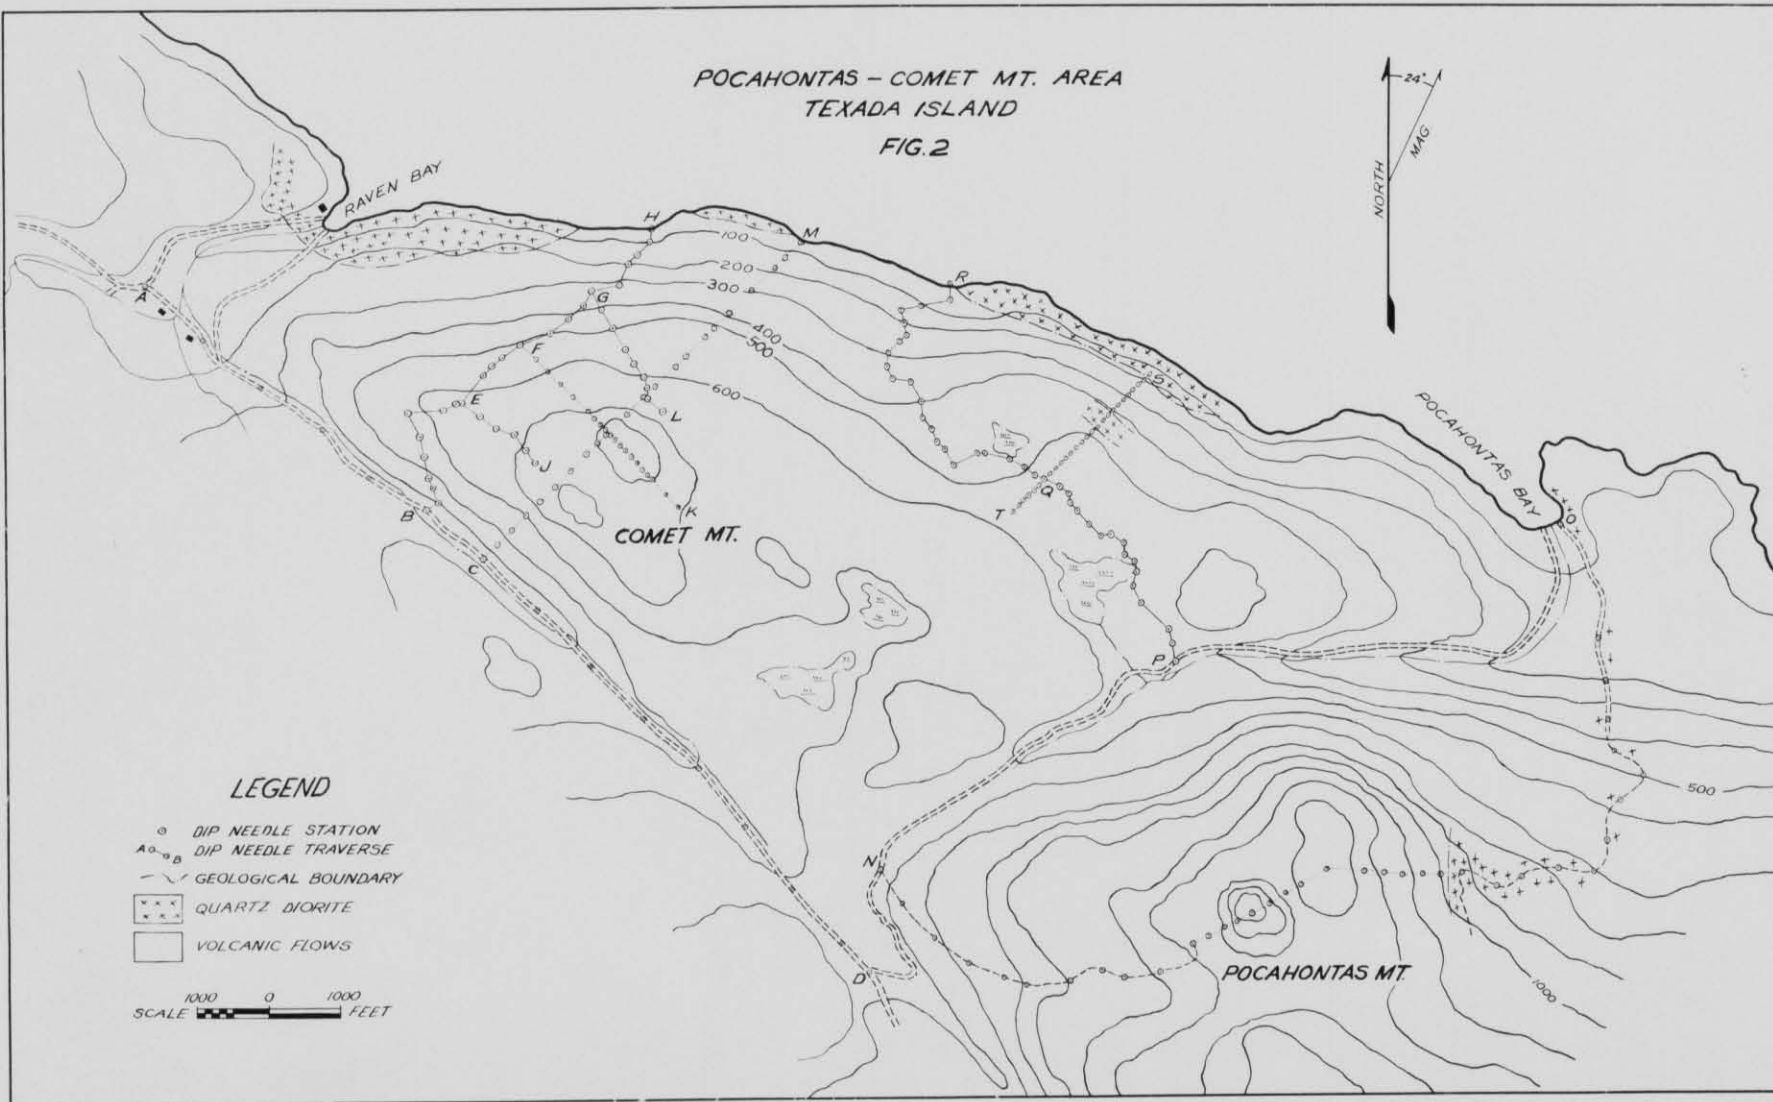 POCAHONTAS - COMET MT. AREA
TEXADA ISLAND
FIG. 2
24°
MAG.
NORTH
RAVEN BAY
H
M
100
200
300
400
500
600
R
A
G
F
E
L
J
K
B
C
COMET MT.
S
Q
T
POCAHONTAS BAY
O
P
500
N
D
POCAHONTAS MT.
1000
LEGEND
DIP NEEDLE STATION
A B DIP NEEDLE TRAVERSE
GEOLOGICAL BOUNDARY
QUARTZ DIORITE
VOLCANIC FLOWS
1000 0 1000
SCALE FEET